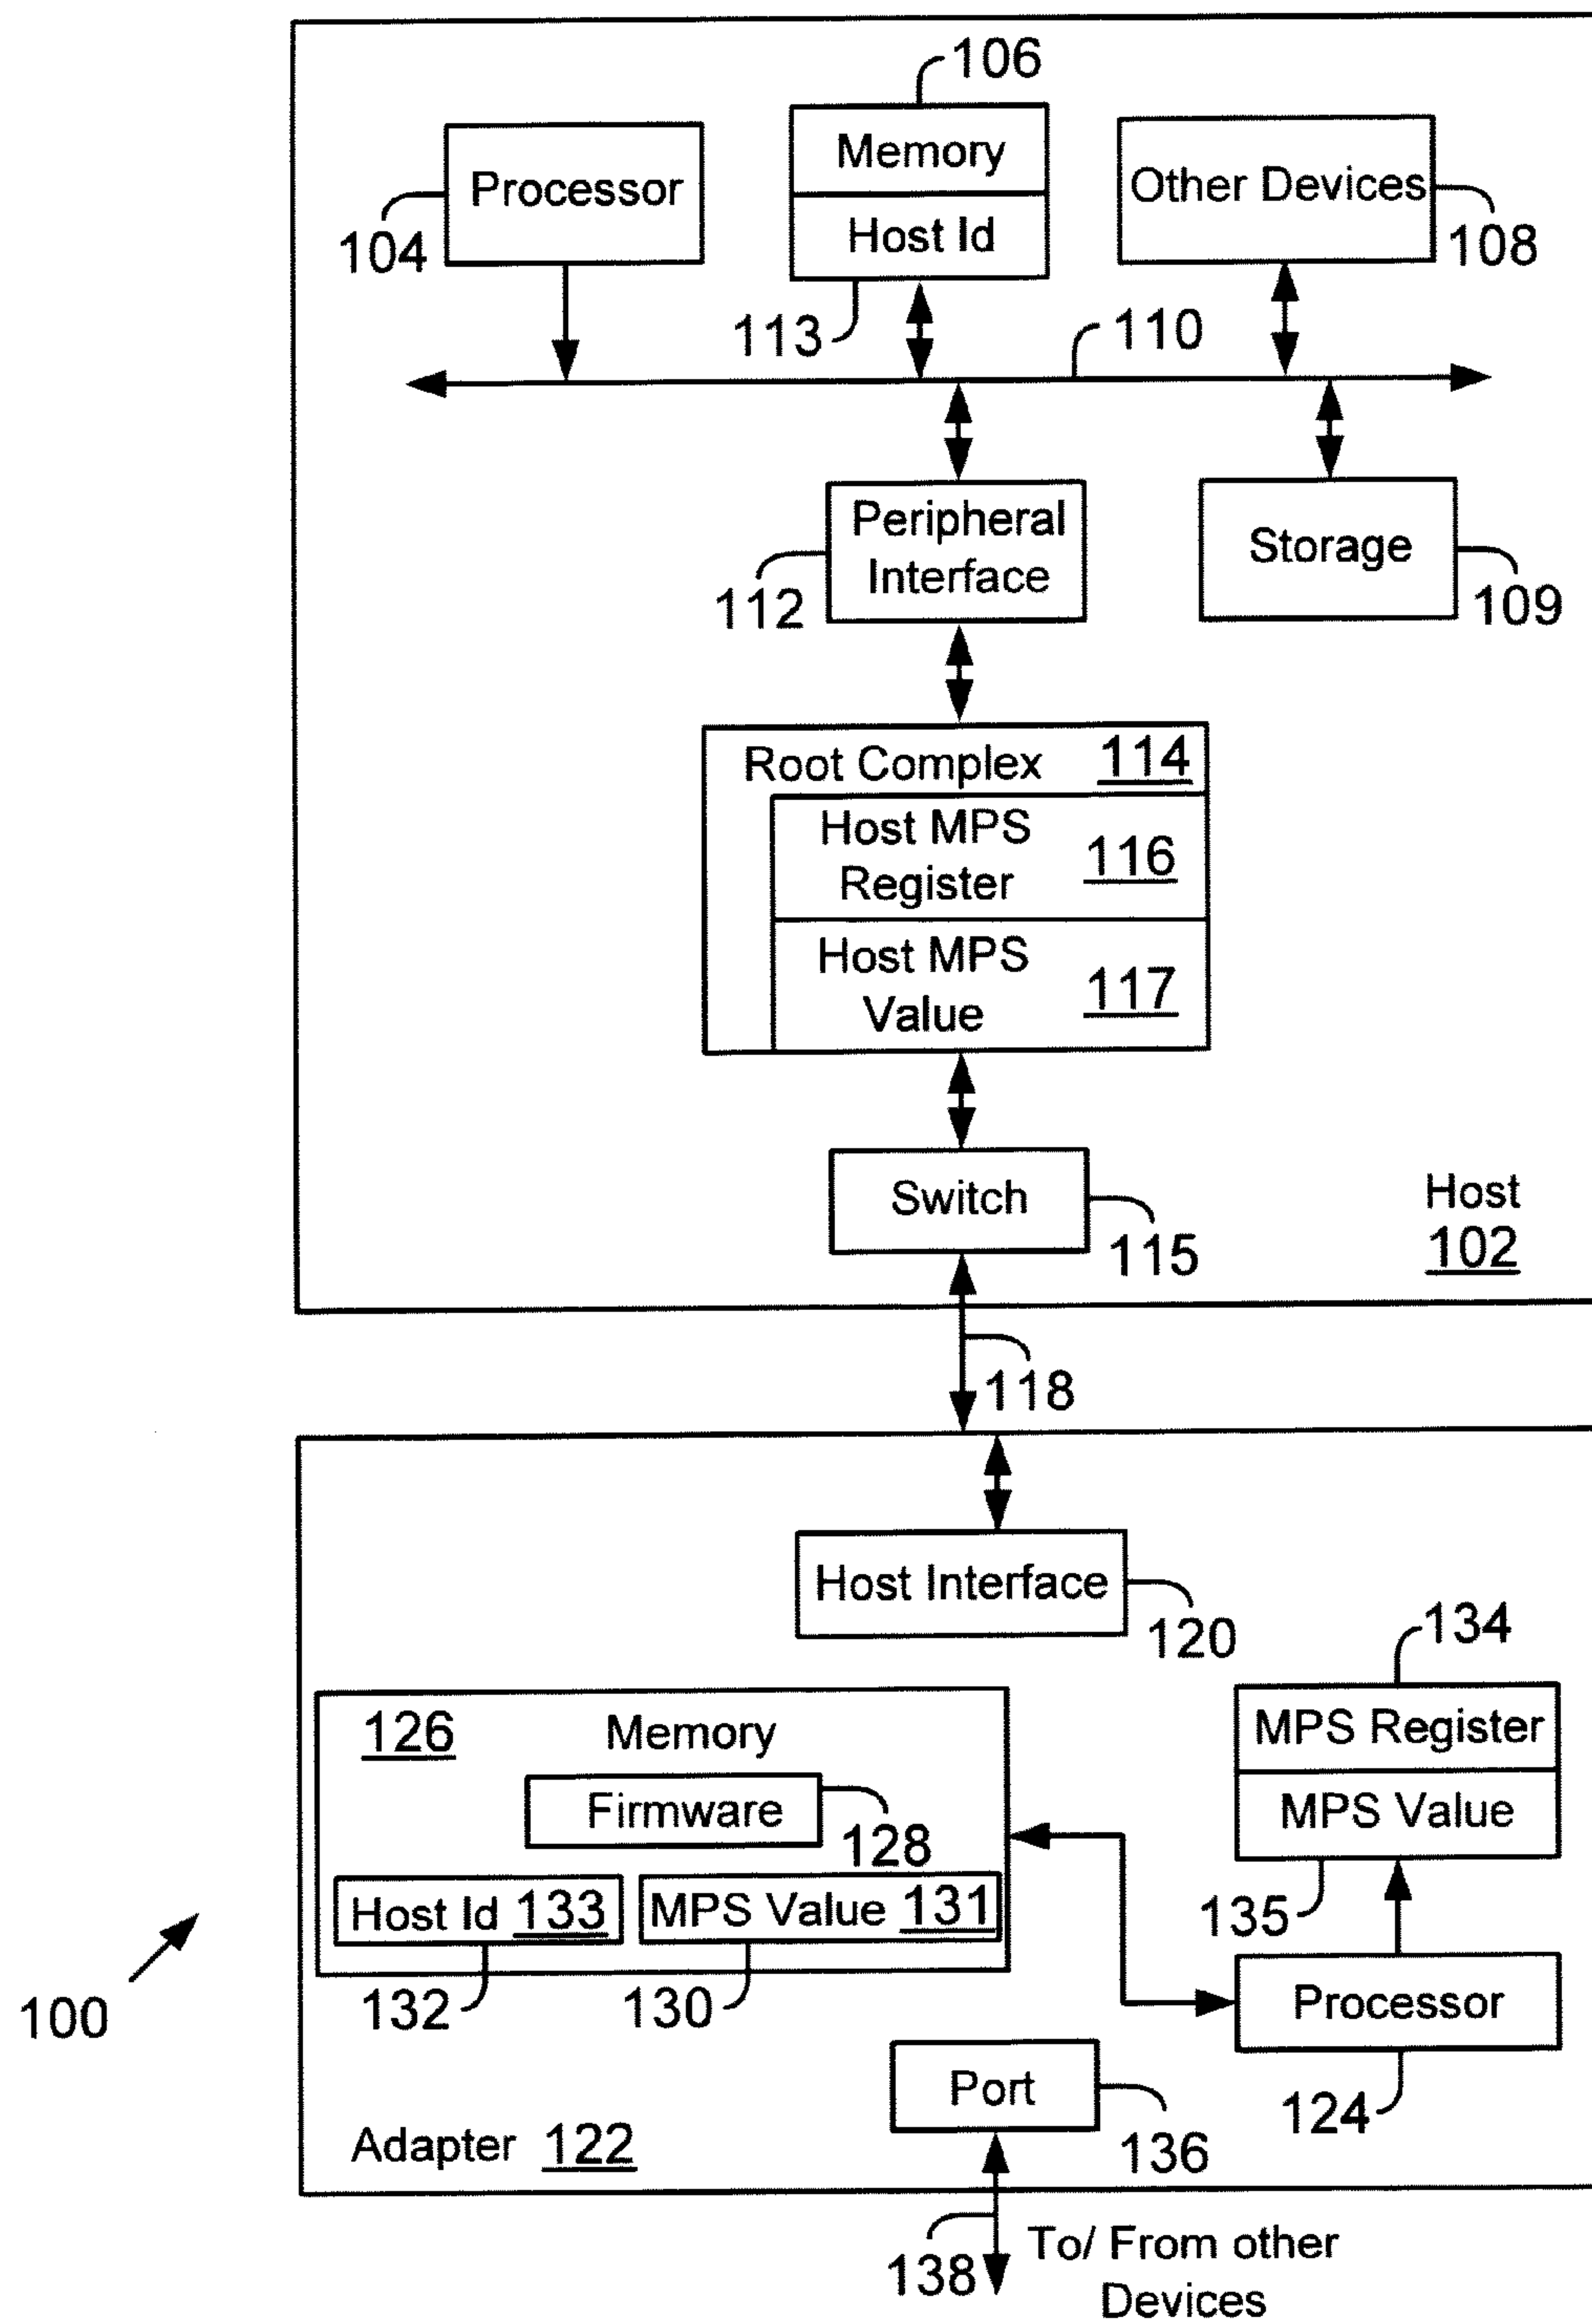 106
Memory
Processor
Other Devices
Host Id
104
108
113
110
Peripheral
Interface
Storage
112
109
Root Complex 114
Host MPS
Register 116
Host MPS
Value 117
Switch
Host
102
115
118
Host Interface
120
134
126 Memory
MPS Register
Firmware
MPS Value
128
Host Id 133
MPS Value 131
135
132
130
Processor
100
Port
124
Adapter 122
136
To/ From other
138
Devices